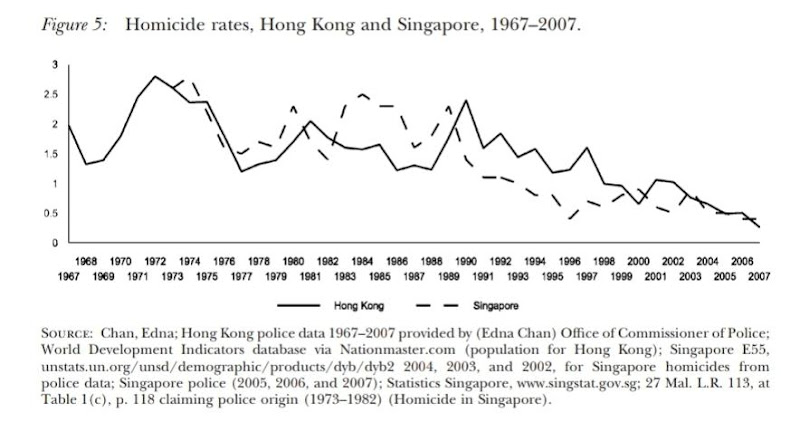 Figure 5: Homicide rates, Hong Kong and Singapore, 1967–2007.
3
2.5
2
1.5
1
0.5
0
1968 1970 1972 1974 1976 1978 1980 1982 1984 1986 1988 1990 1992 1994 1996 1998 2000 2002 2004 2006
1967 1969 1971 1973 1975 1977 1979 1981 1983 1985 1987 1989 1991 1993 1995 1997 1999 2001 2003 2005 2007
Hong Kong Singapore
SOURCE: Chan, Edna; Hong Kong police data 1967–2007 provided by (Edna Chan) Office of Commissioner of Police;
World Development Indicators database via Nationmaster.com (population for Hong Kong); Singapore E55,
unstats.un.org/unsd/demographic/products/dyb/dyb2 2004, 2003, and 2002, for Singapore homicides from
police data; Singapore police (2005, 2006, and 2007); Statistics Singapore, www.singstat.gov.sg; 27 Mal. L.R. 113, at
Table 1(c), p. 118 claiming police origin (1973–1982) (Homicide in Singapore).